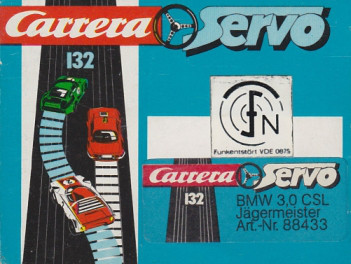 Carrera Servo
132
Funkentstört VDE 0875
Carrera Servo
132
BMW 3,0 CSL
Jägermeister
Art.-Nr. 88433